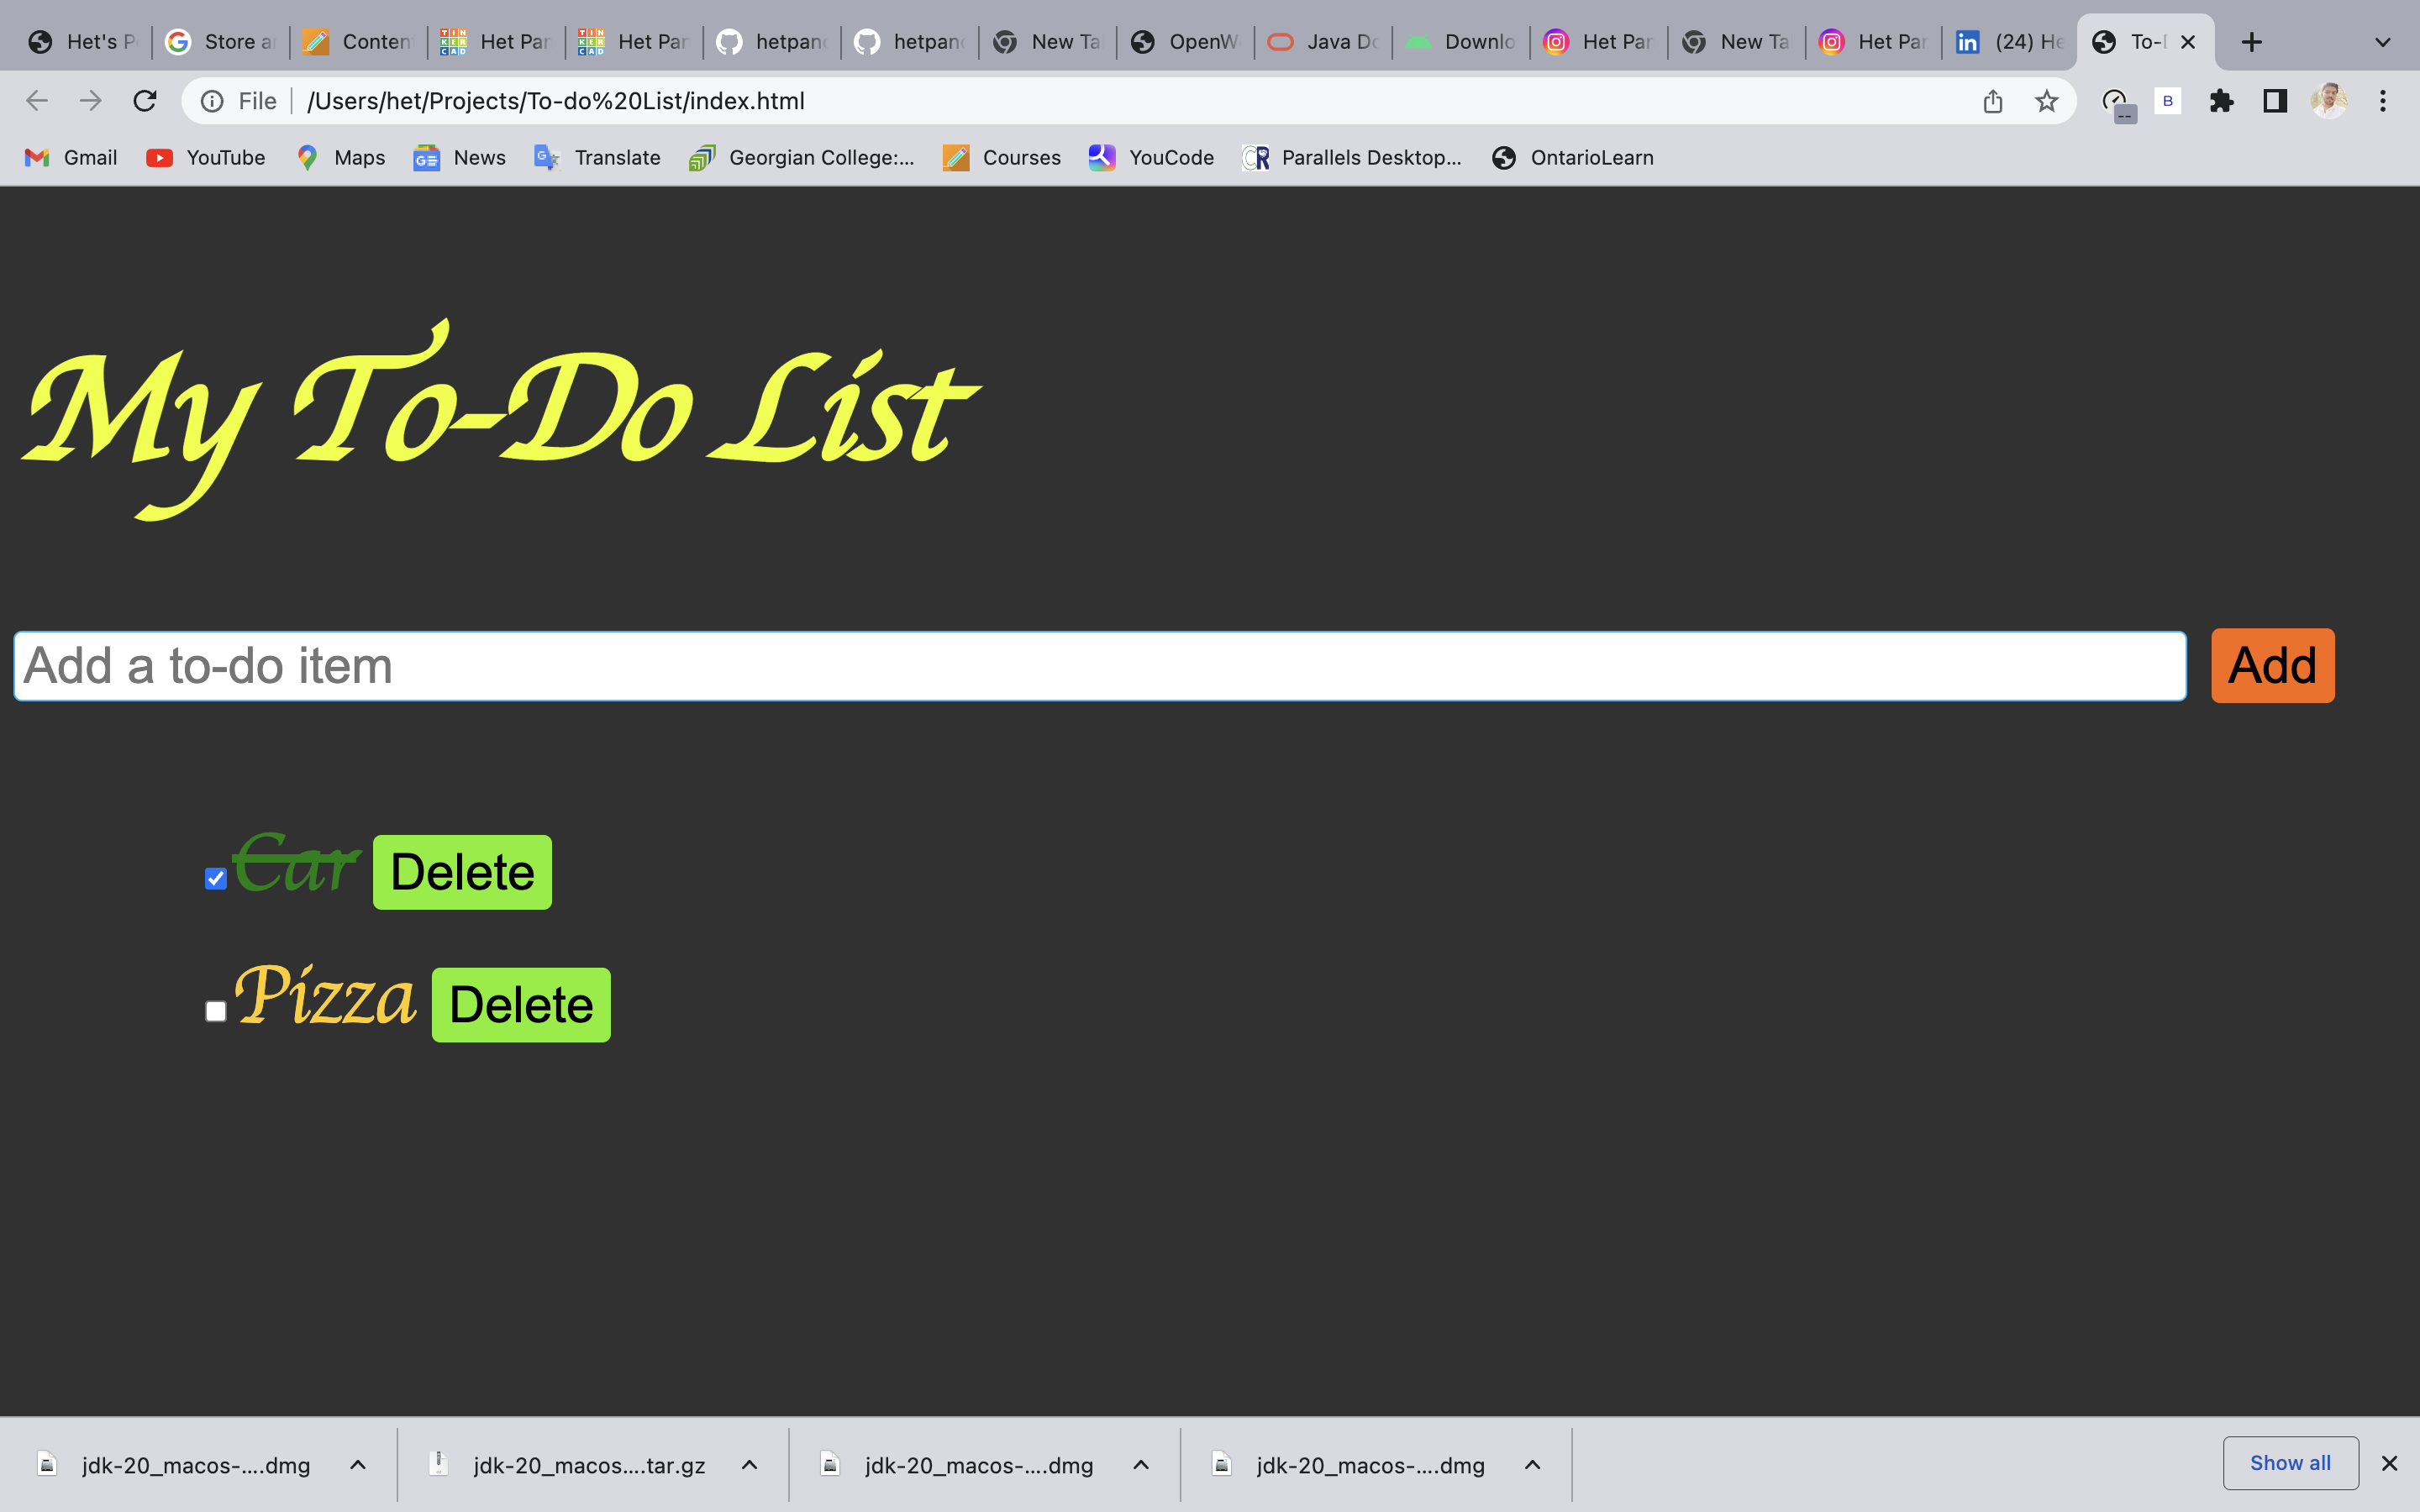 Het's P
Store a
Conten
Het Par
Het Par
hetpand
hetpand
New Ta
OpenW
Java Do
Downlo
Het Par
New Ta
Het Par
(24) He
To-D
File
/Users/het/Projects/To-do%20List/index.html
B
--
Gmail
YouTube
Maps
News
Translate
Georgian College:...
Courses
YouCode
Parallels Desktop...
OntarioLearn
My To-Do List
Add a to-do item
Add
Car
Delete
Pizza
Delete
jdk-20_macos-....dmg
jdk-20_macos....tar.gz
jdk-20_macos-....dmg
jdk-20_macos-....dmg
Show all